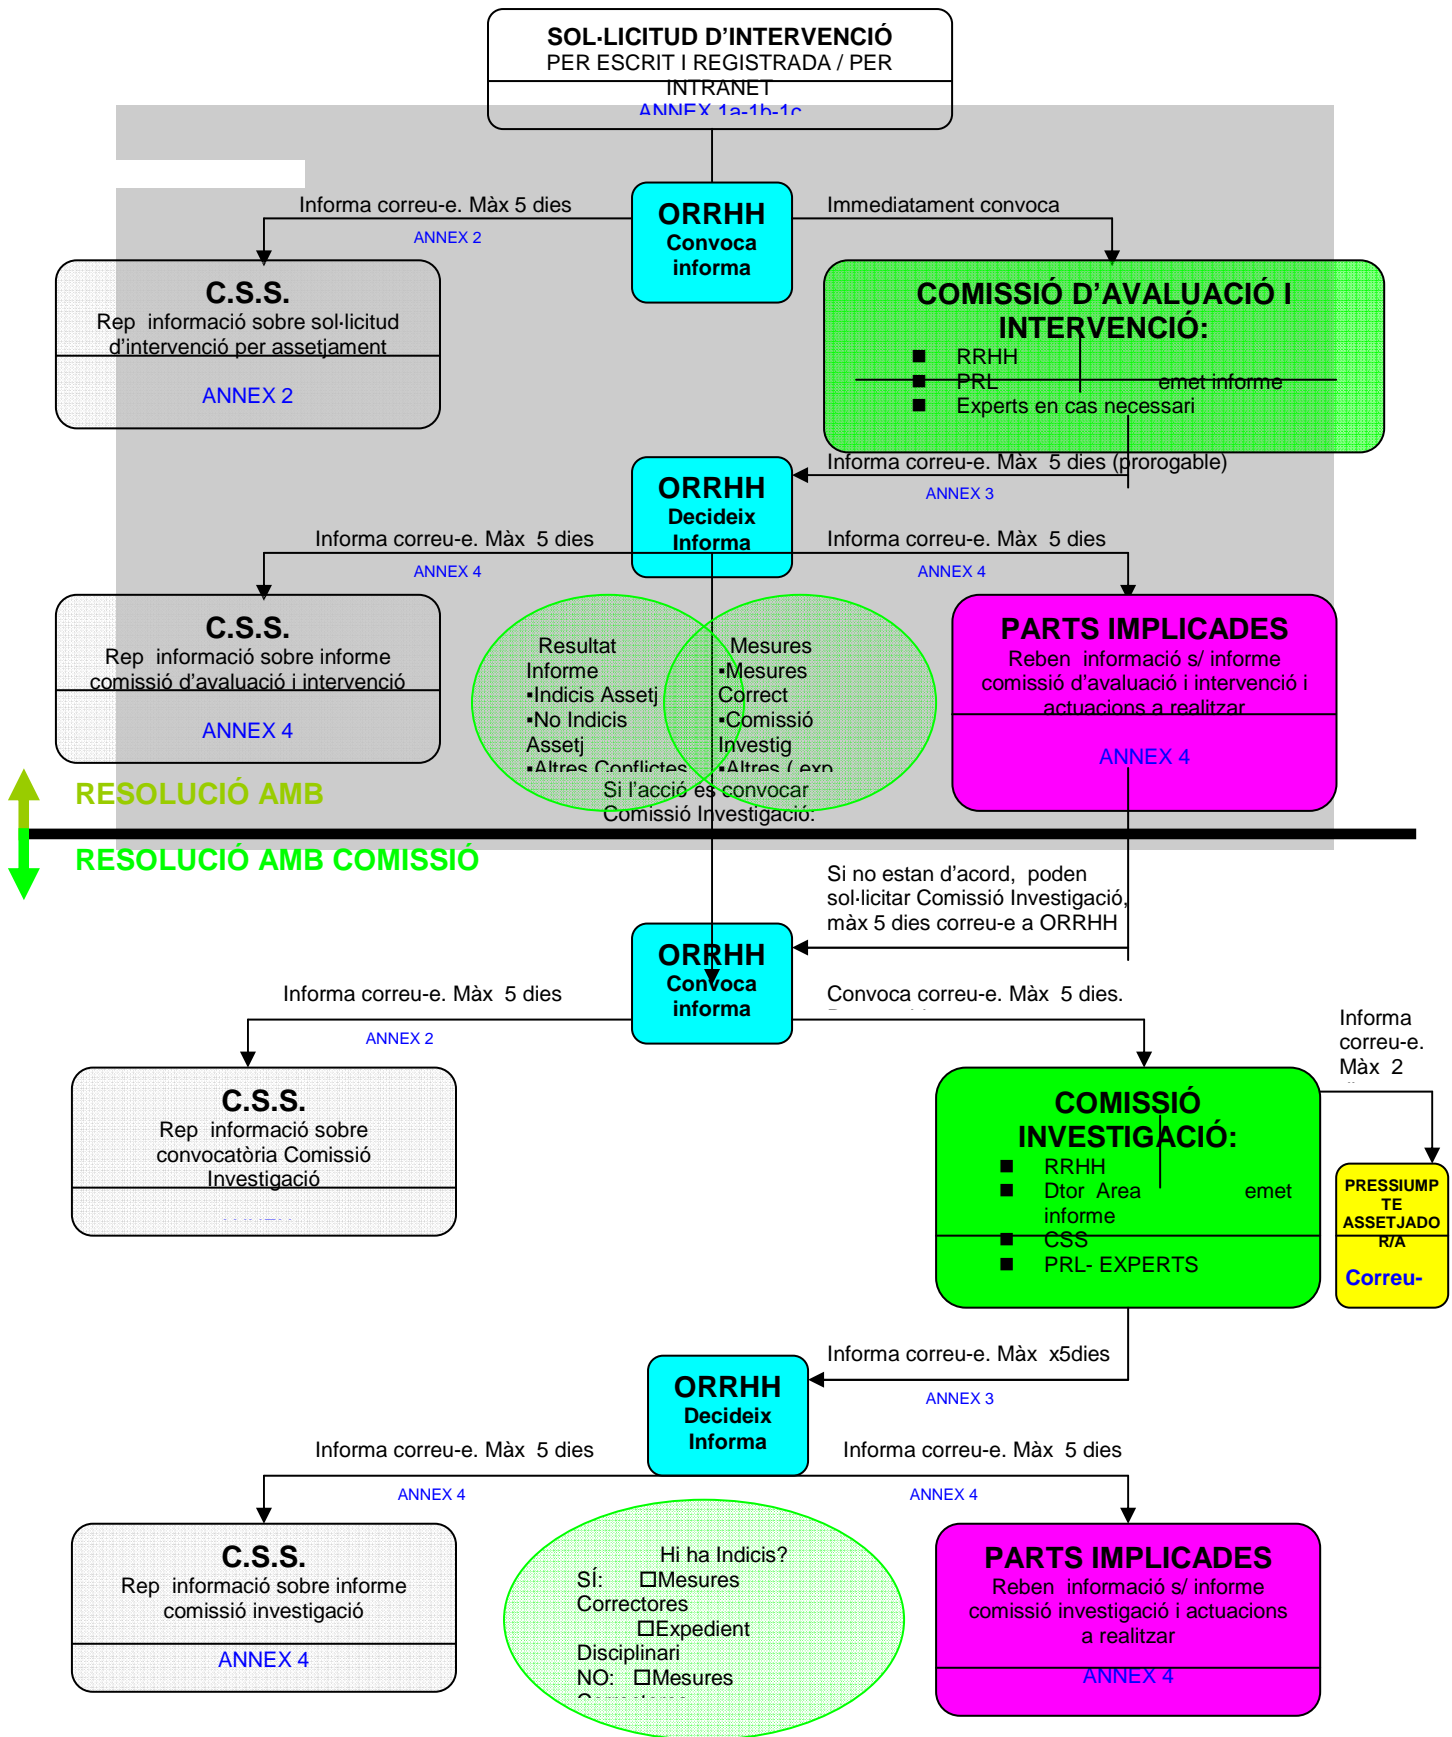 SOL·LICITUD D'INTERVENCIÓ
PER ESCRIT I REGISTRADA / PER
INTRANET
ANNEX 1a-1b-1c
Informa correu-e. Màx 5 dies
ANNEX 2
ORRHH
Convoca
informa
Immediatament convoca
C.S.S.
Rep informació sobre sol·licitud
d'intervenció per assetjament
ANNEX 2
COMISSIÓ D'AVALUACIÓ I
INTERVENCIÓ:
■ RRHH
■ PRL emet informe
■ Experts en cas necessari
Informa correu-e. Màx 5 dies (prorogable)
ANNEX 3
ORRHH
Decideix
Informa
Informa correu-e. Màx 5 dies
ANNEX 4
Informa correu-e. Màx 5 dies
ANNEX 4
C.S.S.
Rep informació sobre informe
comissió d'avaluació i intervenció
ANNEX 4
Resultat
Informe
▪Indicis Assetj
▪No Indicis
Assetj
▪Altres Conflictes
Mesures
▪Mesures
Correct
▪Comissió
Investig
▪Altres ( exp
Si l'acció es convocar
Comissió Investigació:
PARTS IMPLICADES
Reben informació s/ informe
comissió d'avaluació i intervenció i
actuacions a realitzar
ANNEX 4
RESOLUCIÓ AMB
RESOLUCIÓ AMB COMISSIÓ
Si no estan d'acord, poden
sol·licitar Comissió Investigació,
màx 5 dies correu-e a ORRHH
ORRHH
Convoca
informa
Informa correu-e. Màx 5 dies
ANNEX 2
Convoca correu-e. Màx 5 dies.
Informa
correu-e.
Màx 2
C.S.S.
Rep informació sobre
convocatòria Comissió
Investigació
COMISSIÓ
INVESTIGACIÓ:
■ RRHH
■ Dtor Area emet
informe
■ CSS
■ PRL- EXPERTS
PRESSIUMP
TE
ASSETJADO
R/A
Correu-
Informa correu-e. Màx x5dies
ANNEX 3
ORRHH
Decideix
Informa
Informa correu-e. Màx 5 dies
ANNEX 4
Informa correu-e. Màx 5 dies
ANNEX 4
C.S.S.
Rep informació sobre informe
comissió investigació
ANNEX 4
Hi ha Indicis?
SÍ: □Mesures
Correctores
□Expedient
Disciplinari
NO: □Mesures
PARTS IMPLICADES
Reben informació s/ informe
comissió investigació i actuacions
a realitzar
ANNEX 4